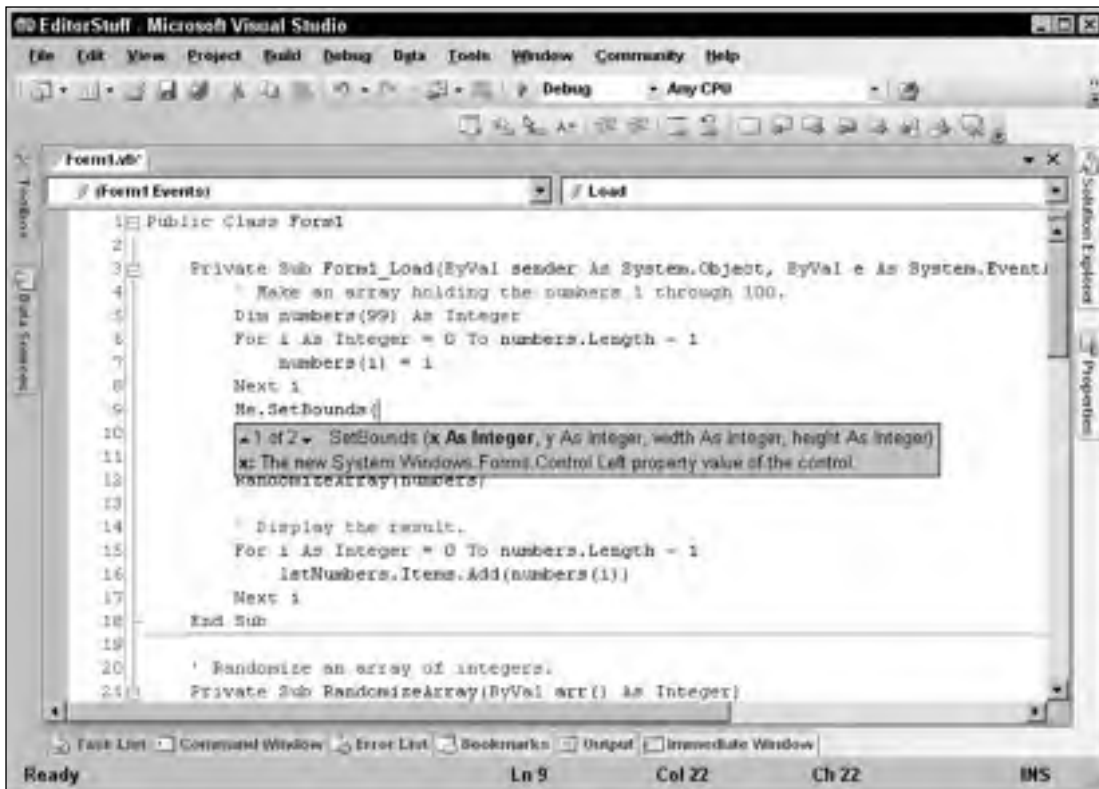 EditorStuff - Microsoft Visual Studio
File Edit View Project Build Debug Data Tools Window Community Help
Debug Any CPU
Form1.vb*
(Form1 Events) Load
Toolbox
Data Sources
Solution Explorer
Properties
1 Public Class Form1
2
3 Private Sub Form1_Load(ByVal sender As System.Object, ByVal e As System.Event
4 ' Make an array holding the numbers 1 through 100.
5 Dim numbers(99) As Integer
6 For i As Integer = 0 To numbers.Length - 1
7 numbers(i) = i
8 Next i
9 Me.SetBounds(
10 1 of 2 SetBounds (x As Integer, y As Integer, width As Integer, height As Integer)
11 x: The new System.Windows.Forms.Control.Left property value of the control.
12 RandomizeArray(numbers)
13
14 ' Display the result.
15 For i As Integer = 0 To numbers.Length - 1
16 lstNumbers.Items.Add(numbers(i))
17 Next i
18 End Sub
19
20 ' Randomize an array of integers.
21 Private Sub RandomizeArray(ByVal arr() As Integer)
Task List Command Window Error List Bookmarks Output Immediate Window
Ready Ln 9 Col 22 Ch 22 INS